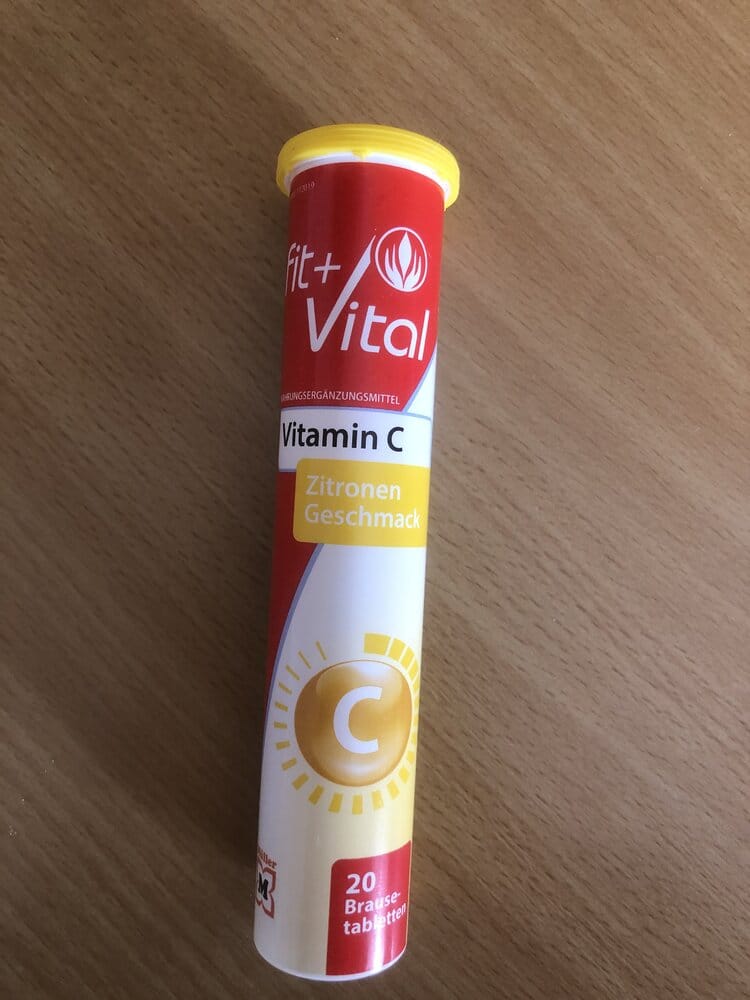 fit+
Vital
NAHRUNGSERGÄNZUNGSMITTEL
Vitamin C
Zitronen
Geschmack
C
M
20
Brause-
tabletten